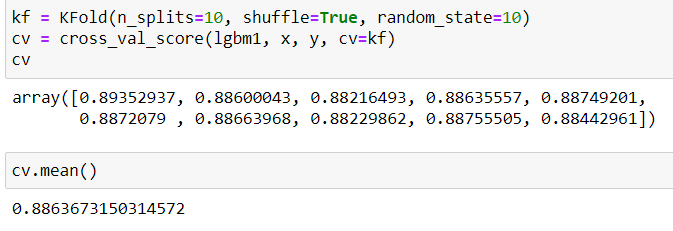 kf = KFold(n_splits=10, shuffle=True, random_state=10)
cv = cross_val_score(lgbm1, x, y, cv=kf)
cv
array([0.89352937, 0.88600043, 0.88216493, 0.88635557, 0.88749201,
0.8872079 , 0.88663968, 0.88229862, 0.88755505, 0.88442961])
cv.mean()
0.8863673150314572